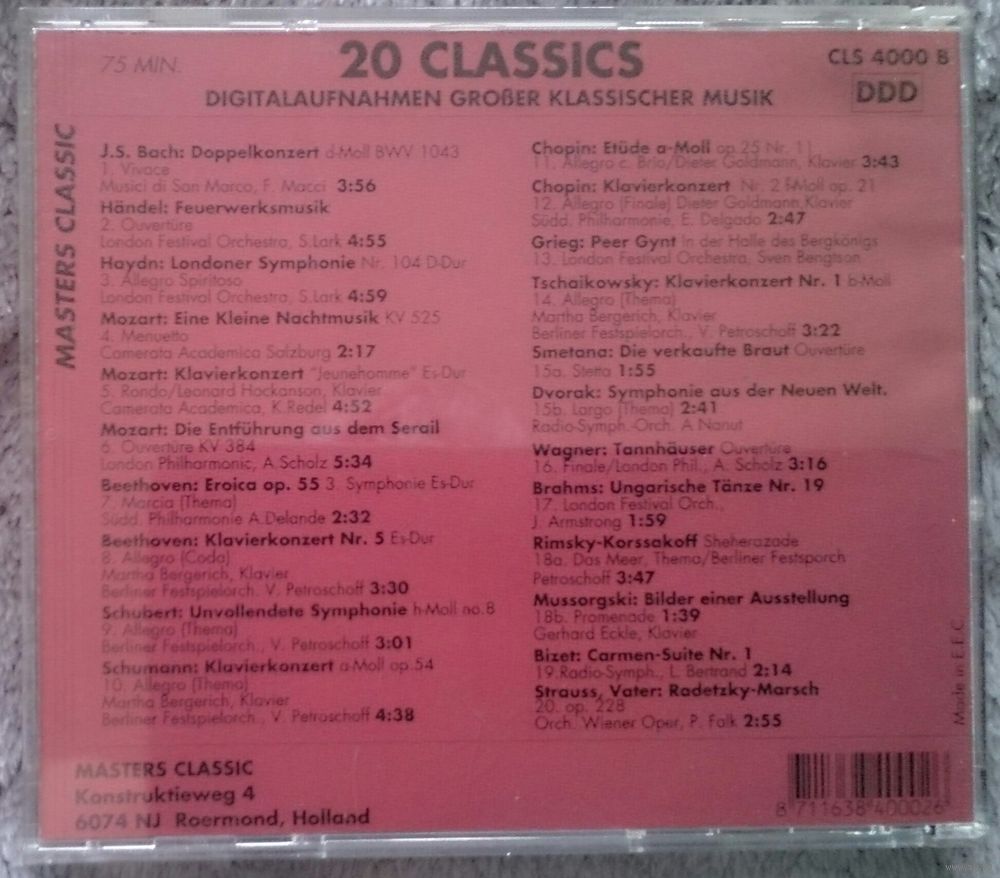 75 MIN.
20 CLASSICS
CLS 4000 B
DIGITALAUFNAHMEN GROßER KLASSISCHER MUSIK
DDD
MASTERS CLASSIC
J.S. Bach: Doppelkonzert d-Moll BWV 1043
1. Vivace
Musici di San Marco, F. Macci 3:56
Händel: Feuerwerksmusik
2. Ouvertüre
London Festival Orchestra, S.Lark 4:55
Haydn: Londoner Symphonie Nr. 104 D-Dur
3. Allegro Spiritoso
London Festival Orchestra, S.Lark 4:59
Mozart: Eine Kleine Nachtmusik KV 525
4. Menuetto
Camerata Academica Salzburg 2:17
Mozart: Klavierkonzert "Jeunehomme" Es-Dur
5. Rondo/Leonard Hockanson, Klavier
Camerata Academica, K.Redel 4:52
Mozart: Die Entführung aus dem Serail
6. Ouvertüre KV 384
London Philharmonic, A.Scholz 5:34
Beethoven: Eroica op. 55 3. Symphonie Es-Dur
7. Marcia (Thema)
Südd. Philharmonie A.Delande 2:32
Beethoven: Klavierkonzert Nr. 5 Es-Dur
8. Allegro (Coda)
Martha Bergerich, Klavier
Berliner Festspielorch. V. Petroschoff 3:30
Schubert: Unvollendete Symphonie h-Moll no.8
9. Allegro (Thema)
Berliner Festspielorch., V. Petroschoff 3:01
Schumann: Klavierkonzert a-Moll op.54
10. Allegro (Thema)
Martha Bergerich, Klavier
Berliner Festspielorch., V. Petroschoff 4:38
Chopin: Etüde a-Moll op.25 Nr. 11
11. Allegro c. Brio/Dieter Goldmann, Klavier 3:43
Chopin: Klavierkonzert Nr. 2 f-Moll op. 21
12. Allegro (Finale) Dieter Goldmann,Klavier
Südd. Philharmonie, E. Delgado 2:47
Grieg: Peer Gynt in der Halle des Bergkönigs
13. London Festival Orchestra, Sven Bengtson
Tschaikowsky: Klavierkonzert Nr. 1 b-Moll
14. Allegro (Thema)
Martha Bergerich, Klavier
Berliner Festspielorch., V. Petroschoff 3:22
Smetana: Die verkaufte Braut Ouvertüre
15a. Stetta 1:55
Dvorak: Symphonie aus der Neuen Welt.
15b. Largo (Thema) 2:41
Radio-Symph.-Orch. A.Nanut
Wagner: Tannhäuser Ouvertüre
16. Finale/London Phil., A. Scholz 3:16
Brahms: Ungarische Tänze Nr. 19
17. London Festival Orch.,
J. Armstrong 1:59
Rimsky-Korssakoff Sheherazade
18a. Das Meer, Thema/Berliner Festsporch
Petroschoff 3:47
Mussorgski: Bilder einer Ausstellung
18b. Promenade 1:39
Gerhard Eckle, Klavier
Bizet: Carmen-Suite Nr. 1
19.Radio-Symph., L. Bertrand 2:14
Strauss, Vater: Radetzky-Marsch
20. op. 228
Orch. Wiener Oper, P. Falk 2:55
Made in E.E.C.
MASTERS CLASSIC
Konstruktieweg 4
6074 NJ Roermond, Holland
8 711638 400026